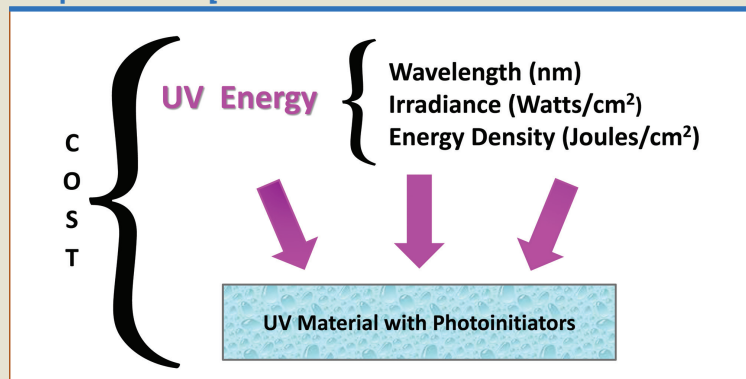 UV Energy
Wavelength (nm)
Irradiance (Watts/cm²)
Energy Density (Joules/cm²)
C
O
S
T
UV Material with Photoinitiators